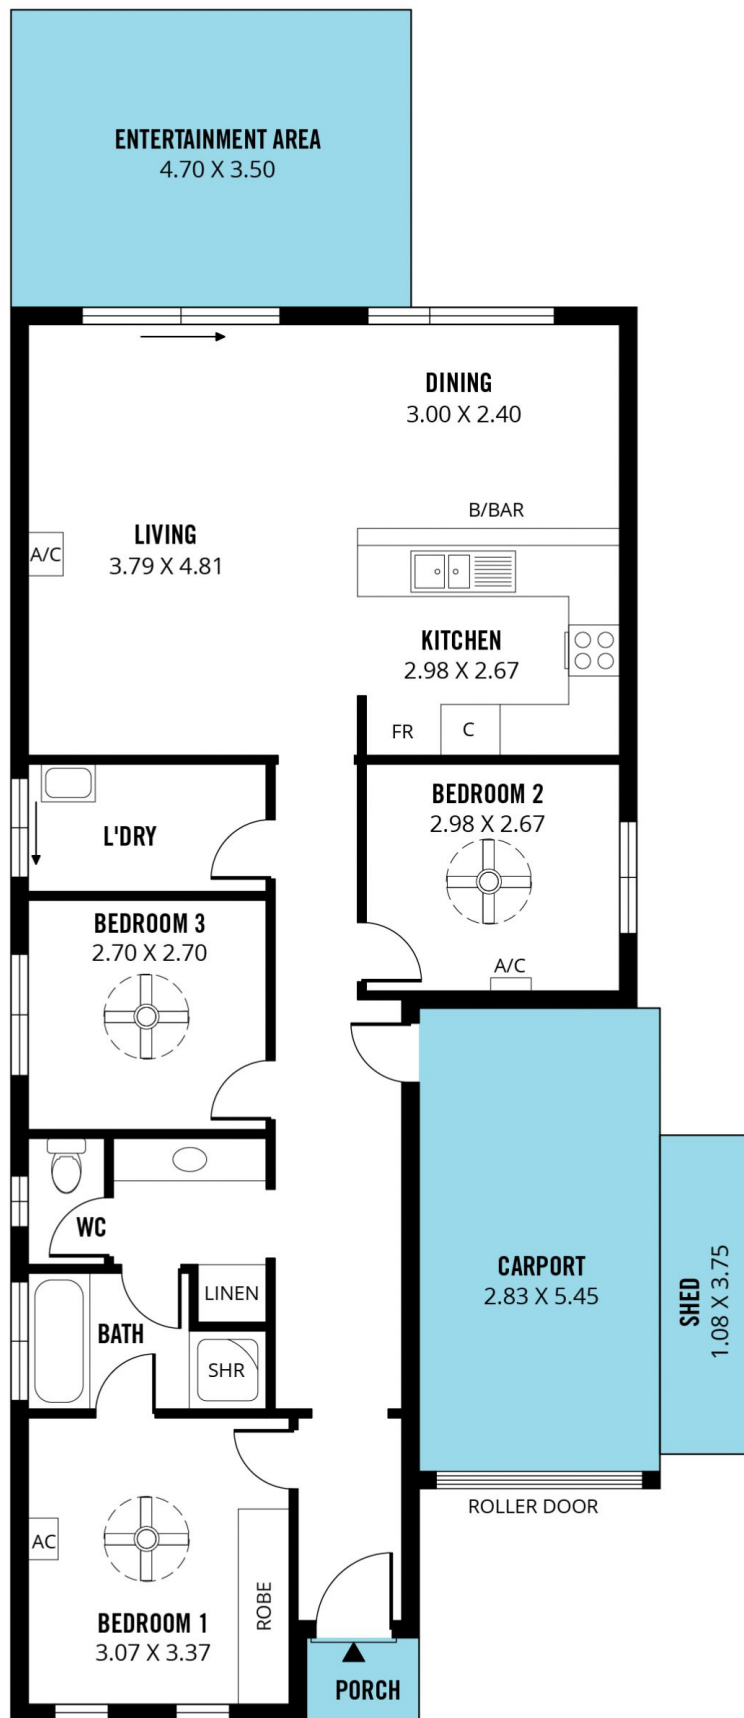 ENTERTAINMENT AREA
4.70 X 3.50
DINING
3.00 X 2.40
B/BAR
LIVING
3.79 X 4.81
A/C
KITCHEN
2.98 X 2.67
FR
C
L'DRY
BEDROOM 2
2.98 X 2.67
A/C
BEDROOM 3
2.70 X 2.70
WC
LINEN
BATH
SHR
CARPORT
2.83 X 5.45
SHED
1.08 X 3.75
ROLLER DOOR
AC
ROBE
BEDROOM 1
3.07 X 3.37
PORCH